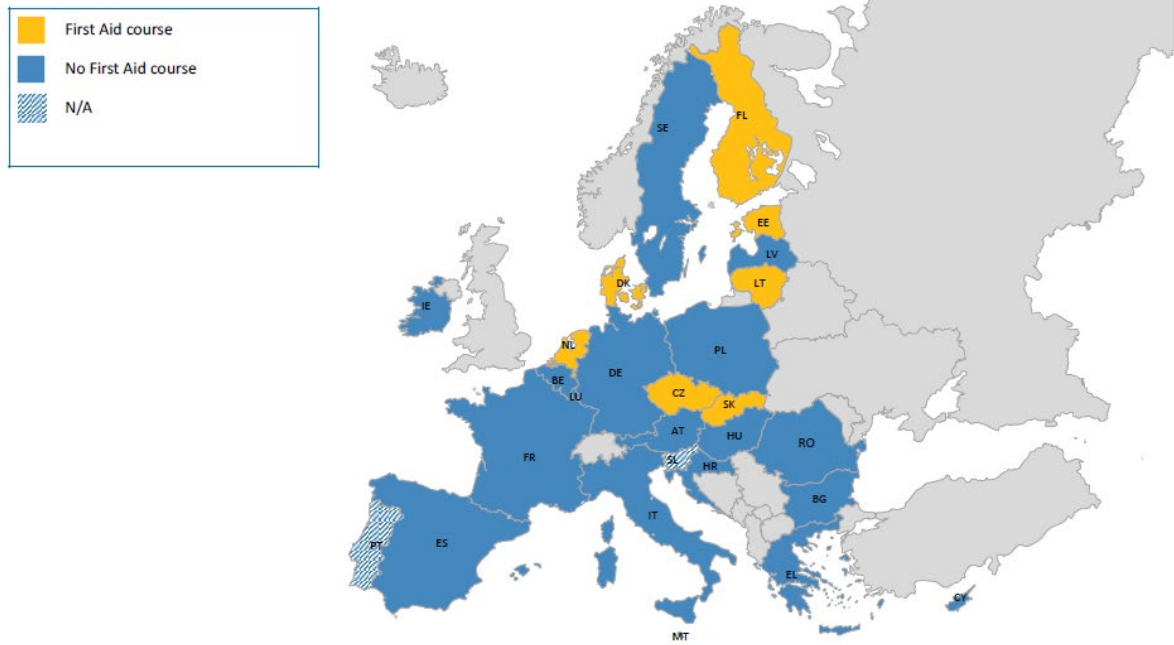 First Aid course
No First Aid course
N/A
FL
SE
EE
LV
DK
LT
IE
NL
PL
BE
DE
LU
CZ
SK
AT
HU
RO
FR
SL
HR
BG
IT
PT
ES
EL
CY
MT